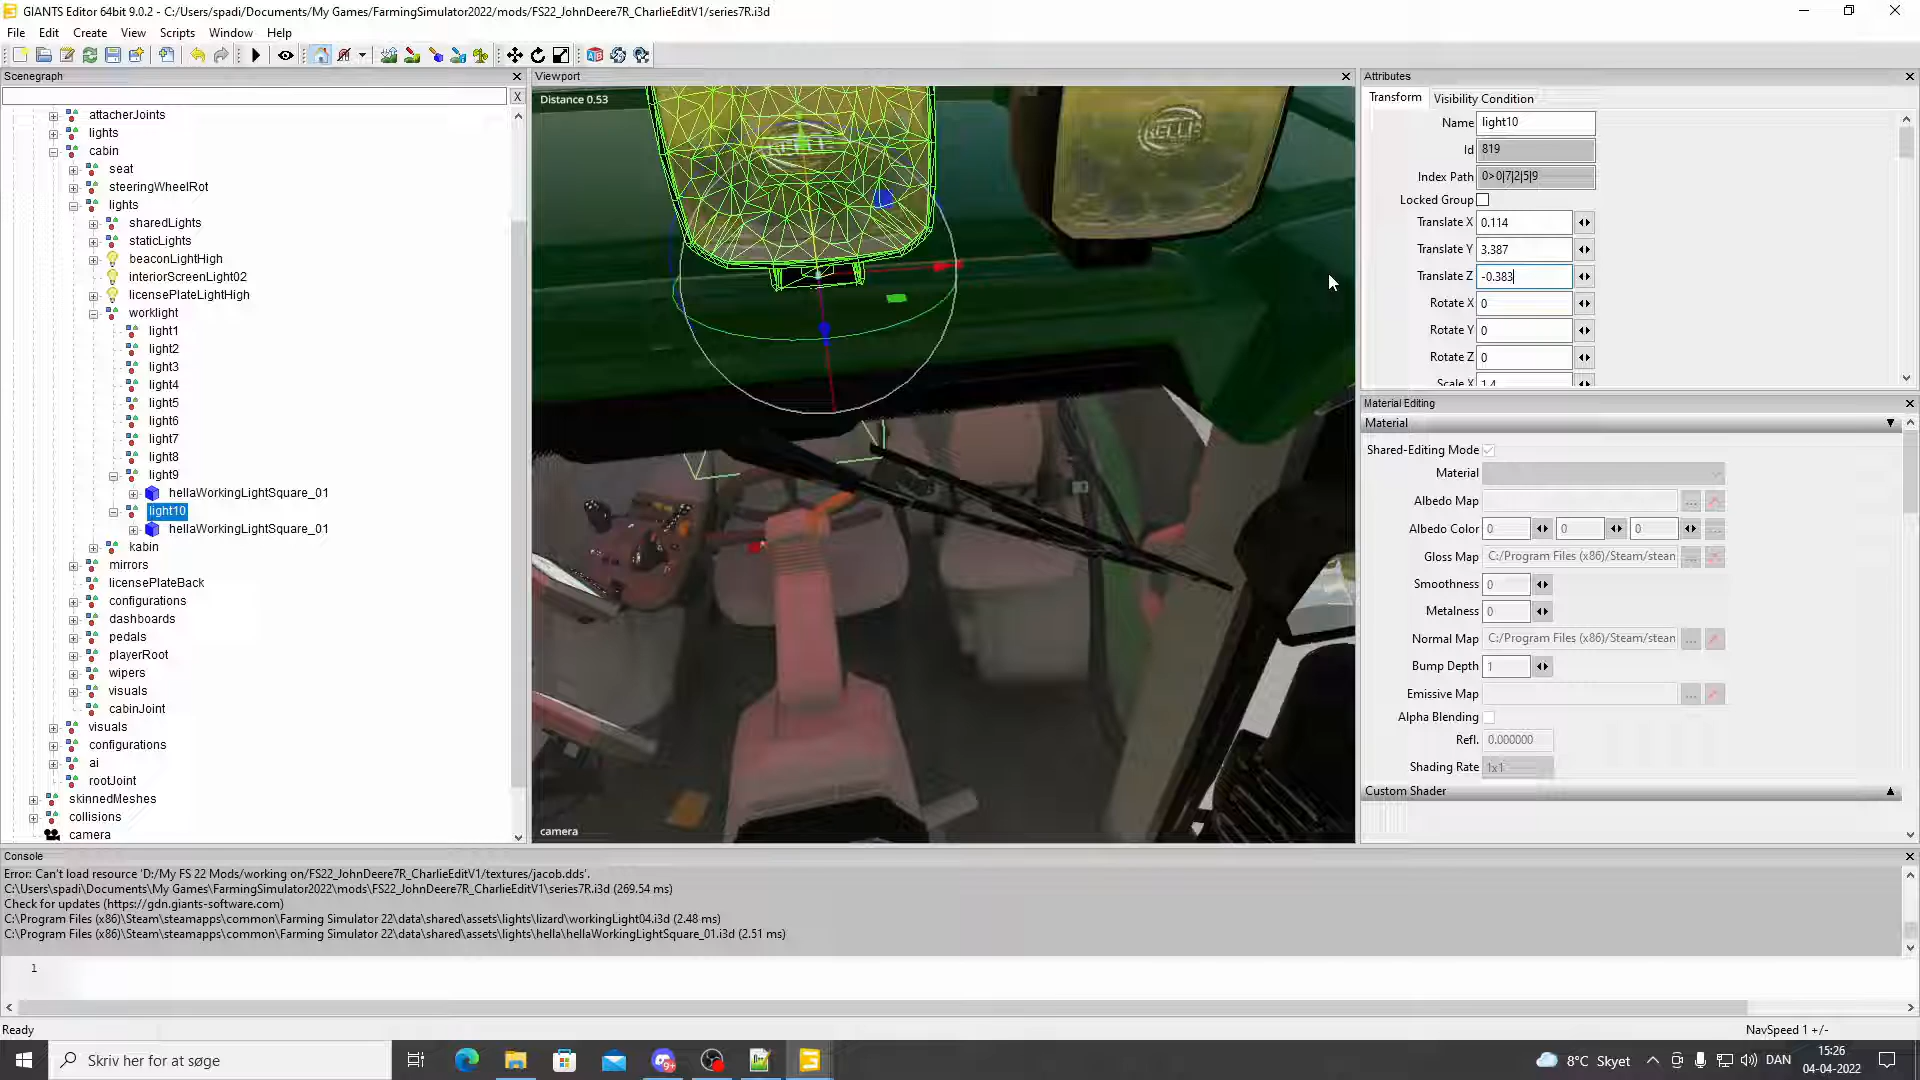 GIANTS Editor 64bit 9.0.2 - C:/Users/spadi/Documents/My Games/FarmingSimulator2022/mods/FS22_JohnDeere7R_CharlieEditV1/series7R.i3d
File Edit Create View Scripts Window Help
Scenegraph
X
attacherJoints
lights
cabin
seat
steeringWheelRot
lights
sharedLights
staticLights
beaconLightHigh
interiorScreenLight02
licensePlateLightHigh
worklight
light1
light2
light3
light4
light5
light6
light7
light8
light9
hellaWorkingLightSquare_01
light10
hellaWorkingLightSquare_01
kabin
mirrors
licensePlateBack
configurations
dashboards
pedals
playerRoot
wipers
visuals
cabinJoint
visuals
configurations
ai
rootJoint
skinnedMeshes
collisions
camera
Viewport
Distance 0.53
HELLA
HELLA
camera
Attributes
Transform Visibility Condition
Name light10
Id 819
Index Path 0>0|7|2|5|9
Locked Group
Translate X 0.114
Translate Y 3.387
Translate Z -0.383
Rotate X 0
Rotate Y 0
Rotate Z 0
Scale X 1.4
Material Editing
Material
Shared-Editing Mode
Material
Albedo Map ...
Albedo Color 0 0 0 ...
Gloss Map C:/Program Files (x86)/Steam/stean ...
Smoothness 0
Metalness 0
Normal Map C:/Program Files (x86)/Steam/stean ...
Bump Depth 1
Emissive Map ...
Alpha Blending
Refl. 0.000000
Shading Rate 1x1
Custom Shader
Console
Error: Can't load resource 'D:/My FS 22 Mods/working on/FS22_JohnDeere7R_CharlieEditV1/textures/jacob.dds'.
C:\Users\spadi\Documents\My Games\FarmingSimulator2022\mods\FS22_JohnDeere7R_CharlieEditV1\series7R.i3d (269.54 ms)
Check for updates (https://gdn.giants-software.com)
C:\Program Files (x86)\Steam\steamapps\common\Farming Simulator 22\data\shared\assets\lights\lizard\workingLight04.i3d (2.48 ms)
C:\Program Files (x86)\Steam\steamapps\common\Farming Simulator 22\data\shared\assets\lights\hella\hellaWorkingLightSquare_01.i3d (2.51 ms)
1
Ready
NavSpeed 1 +/-
Skriv her for at søge
9+
8°C Skyet
DAN
15:26
04-04-2022